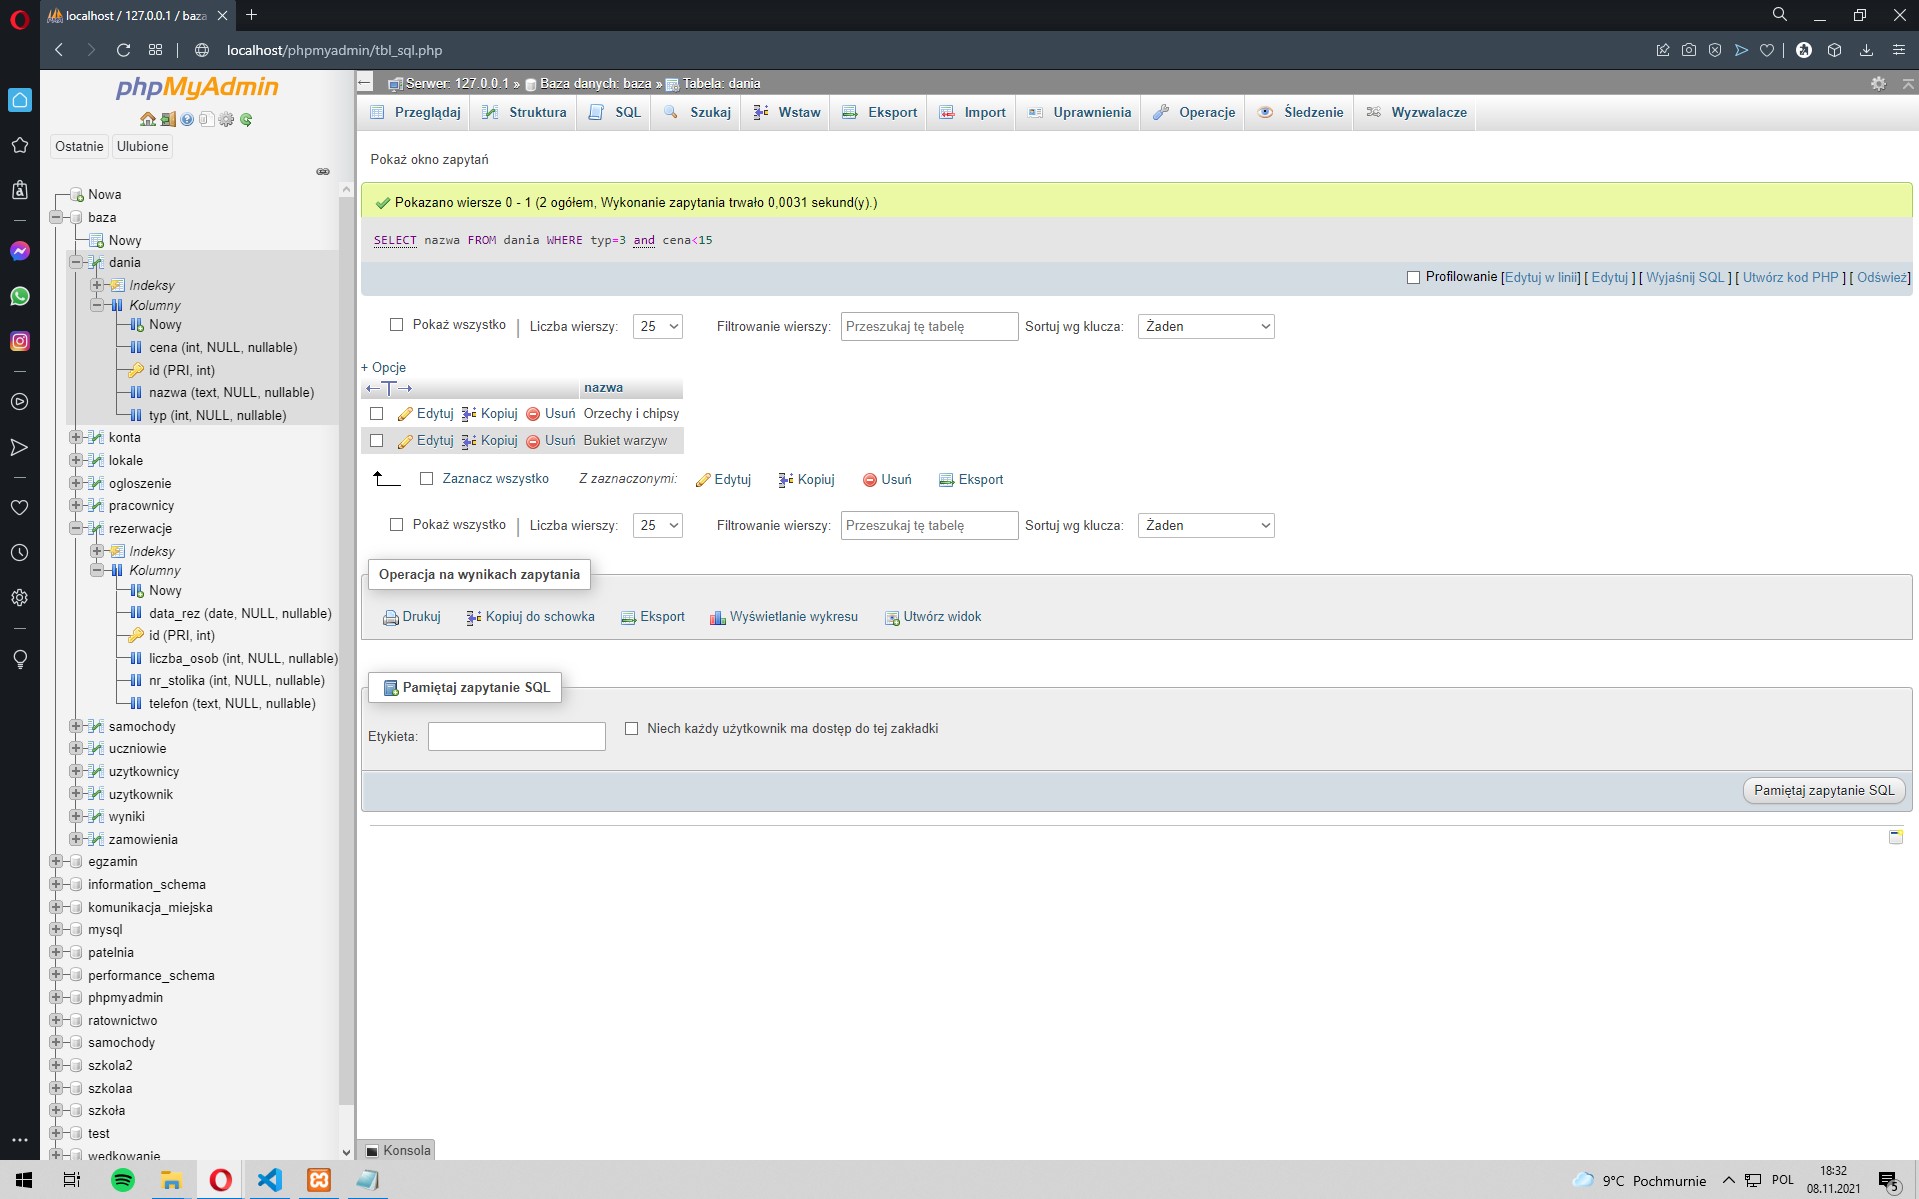 localhost / 127.0.0.1 / baza
localhost/phpmyadmin/tbl_sql.php
phpMyAdmin
Ostatnie Ulubione
Nowa
baza
Nowy
dania
Indeksy
Kolumny
Nowy
cena (int, NULL, nullable)
id (PRI, int)
nazwa (text, NULL, nullable)
typ (int, NULL, nullable)
konta
lokale
ogloszenie
pracownicy
rezerwacje
Indeksy
Kolumny
Nowy
data_rez (date, NULL, nullable)
id (PRI, int)
liczba_osob (int, NULL, nullable)
nr_stolika (int, NULL, nullable)
telefon (text, NULL, nullable)
samochody
uczniowie
uzytkownicy
uzytkownik
wyniki
zamowienia
egzamin
information_schema
komunikacja_miejska
mysql
patelnia
performance_schema
phpmyadmin
ratownictwo
samochody
szkola2
szkolaa
szkoła
test
wedkowanie
Serwer: 127.0.0.1 » Baza danych: baza » Tabela: dania
Przeglądaj Struktura SQL Szukaj Wstaw Eksport Import Uprawnienia Operacje Śledzenie Wyzwalacze
Pokaż okno zapytań
Pokazano wiersze 0 - 1 (2 ogółem, Wykonanie zapytania trwało 0,0031 sekund(y).)
SELECT nazwa FROM dania WHERE typ=3 and cena<15
Profilowanie [Edytuj w linii] [ Edytuj ] [ Wyjaśnij SQL ] [ Utwórz kod PHP ] [ Odśwież]
Pokaż wszystko | Liczba wierszy: 25 Filtrowanie wierszy: Przeszukaj tę tabelę Sortuj wg klucza: Żaden
+ Opcje
←T→ nazwa
Edytuj Kopiuj Usuń Orzechy i chipsy
Edytuj Kopiuj Usuń Bukiet warzyw
Zaznacz wszystko Z zaznaczonymi: Edytuj Kopiuj Usuń Eksport
Pokaż wszystko | Liczba wierszy: 25 Filtrowanie wierszy: Przeszukaj tę tabelę Sortuj wg klucza: Żaden
Operacja na wynikach zapytania
Drukuj Kopiuj do schowka Eksport Wyświetlanie wykresu Utwórz widok
Pamiętaj zapytanie SQL
Etykieta: Niech każdy użytkownik ma dostęp do tej zakładki
Pamiętaj zapytanie SQL
Konsola
9°C Pochmurnie POL 18:32
08.11.2021 5